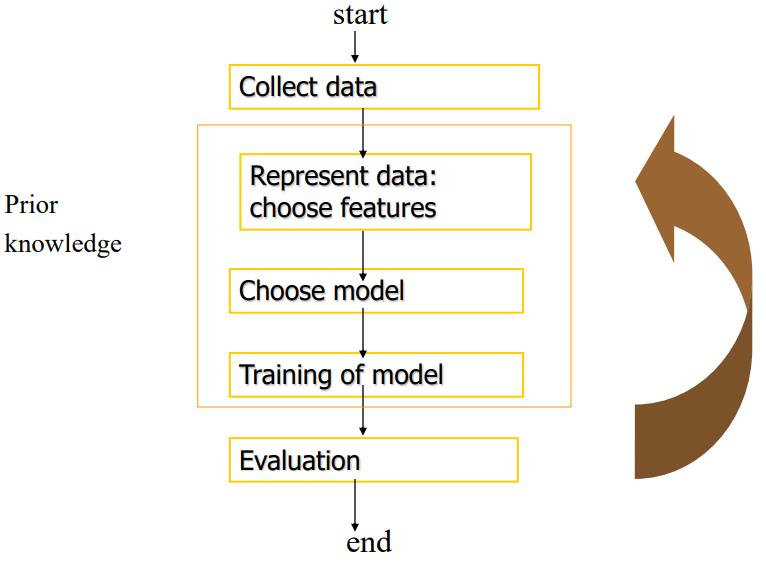 start
Collect data
Represent data:
choose features
Prior
knowledge
Choose model
Training of model
Evaluation
end